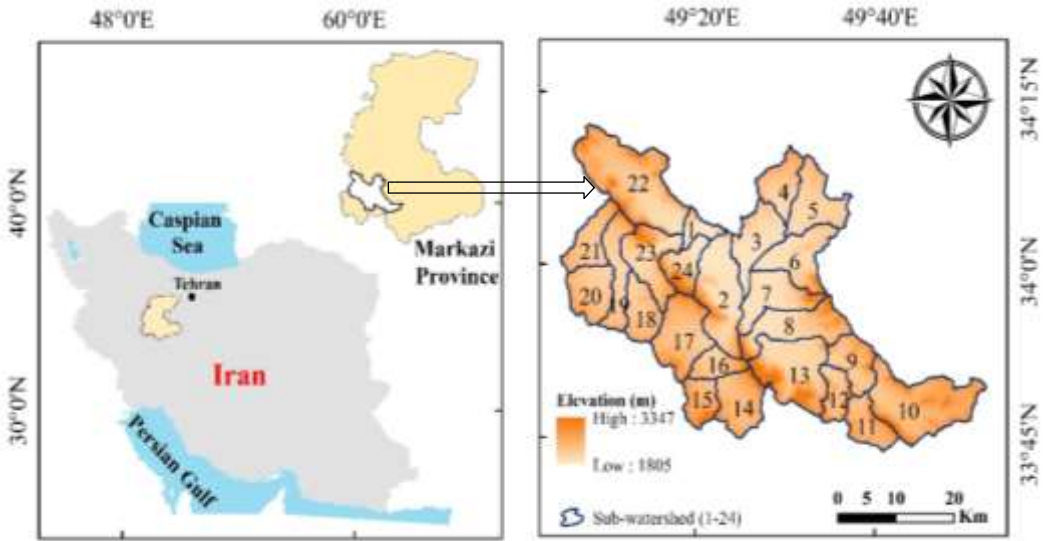 48°0'E
60°0'E
40°0'N
30°0'N
Caspian
Sea
Tehran
Iran
Persian Gulf
Markazi
Province
49°20'E
49°40'E
34°15'N
34°0'N
33°45'N
22
4
5
1
3
21
23
6
24
20
19
2
7
18
8
17
16
9
13
15
14
12
10
11
Elevation (m)
High : 3347
Low : 1805
Sub-watershed (1-24)
0 5 10 20
Km